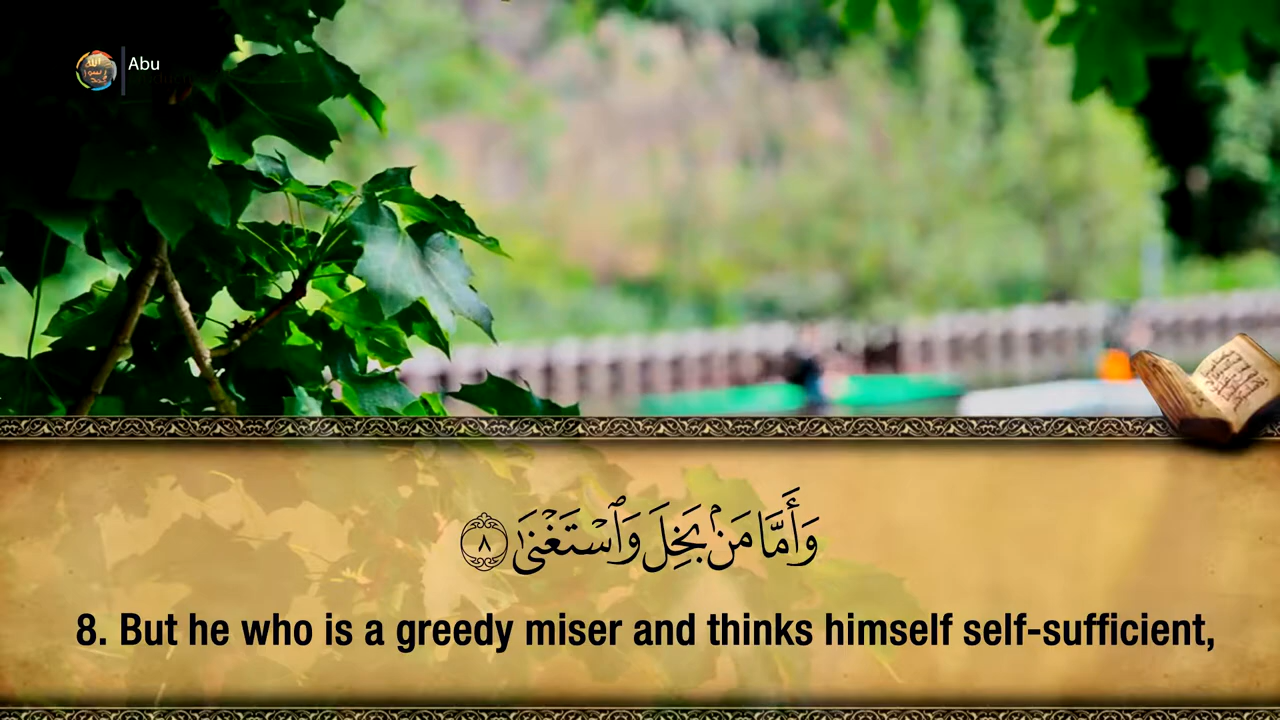 Abu
وَأَمَّا مَنۢ بَخِلَ وَٱسْتَغْنَىٰ ٨
8. But he who is a greedy miser and thinks himself self-sufficient,